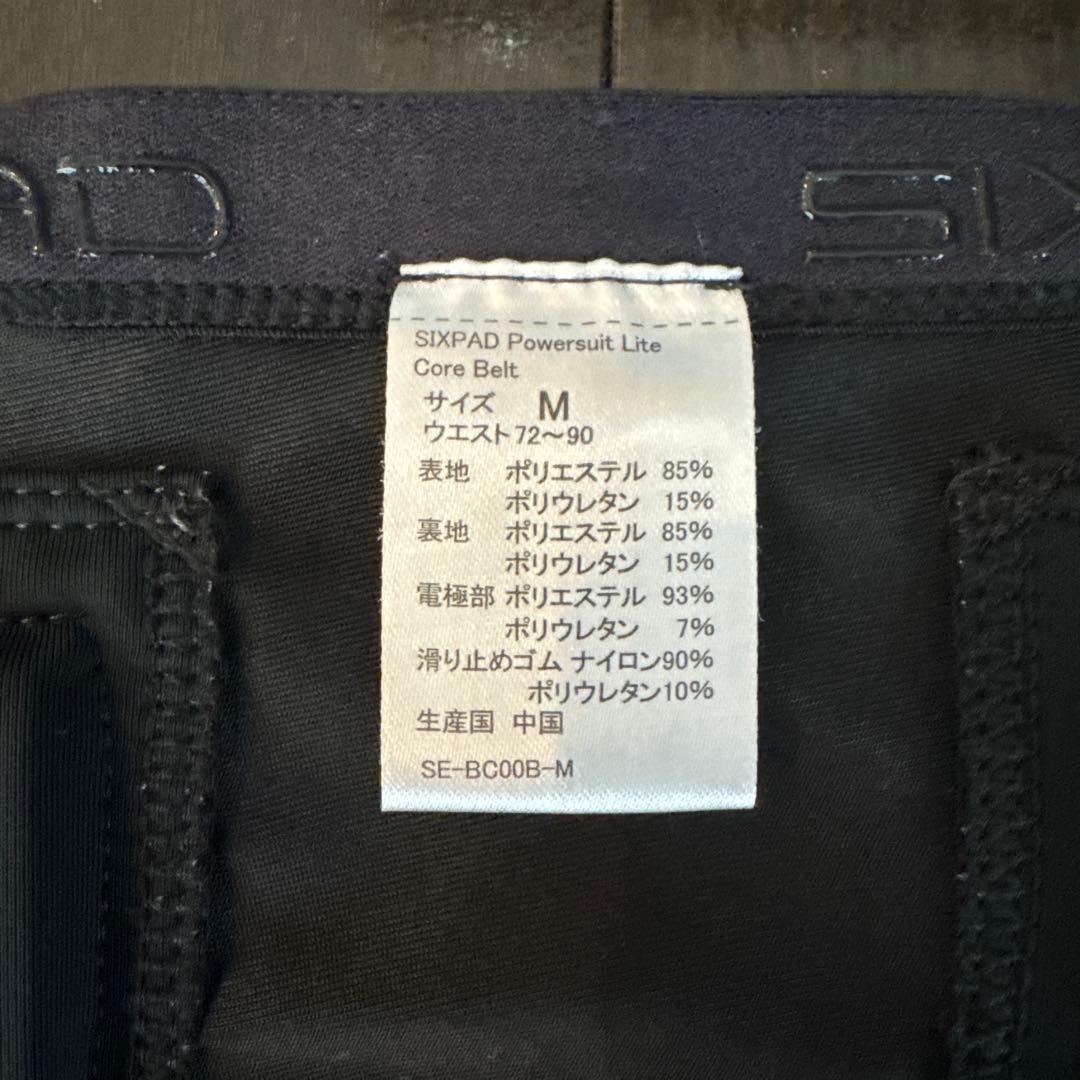 AD SIX
SIXPAD Powersuit Lite
Core Belt
サイズ M
ウエスト72～90
表地 ポリエステル 85%
ポリウレタン 15%
裏地 ポリエステル 85%
ポリウレタン 15%
電極部 ポリエステル 93%
ポリウレタン 7%
滑り止めゴム ナイロン90%
ポリウレタン10%
生産国 中国
SE-BC00B-M